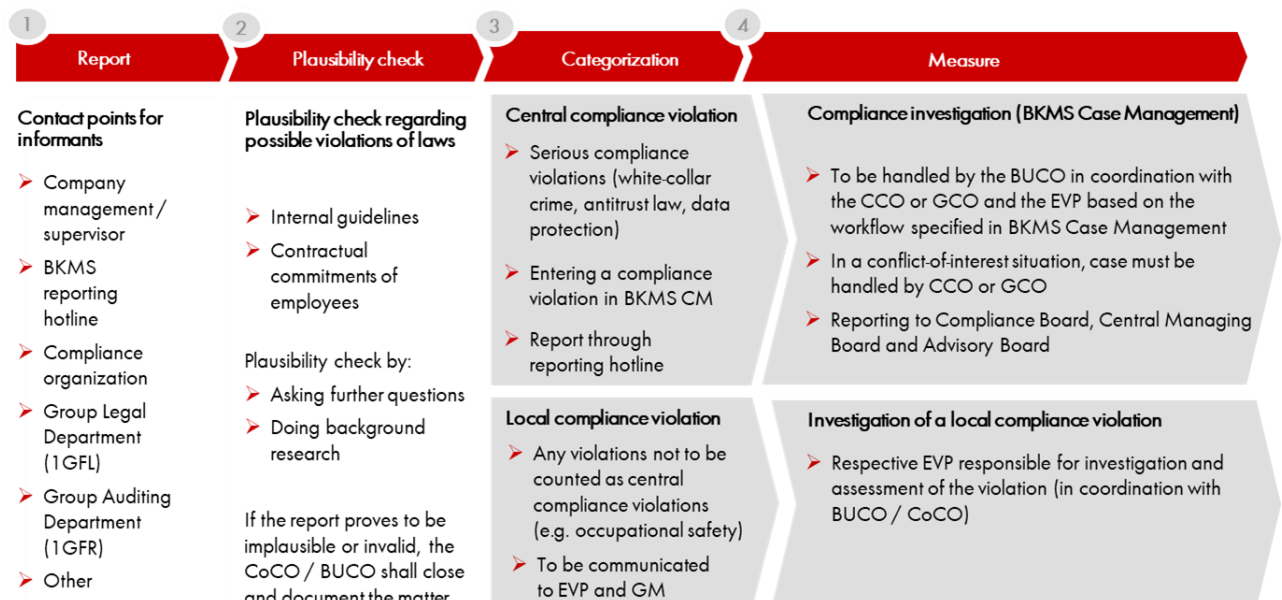 1
2
3
4
Report
Plausibility check
Categorization
Measure
Contact points for
informants
Company
management /
supervisor
BKMS
reporting
hotline
Compliance
organization
Group Legal
Department
(1GFL)
Group Auditing
Department
(1GFR)
Other
Plausibility check regarding
possible violations of laws
Internal guidelines
Contractual
commitments of
employees
Plausibility check by:
Asking further questions
Doing background
research
If the report proves to be
implausible or invalid, the
CoCO / BUCO shall close
and document the matter
Central compliance violation
Serious compliance
violations (white-collar
crime, antitrust law, data
protection)
Entering a compliance
violation in BKMS CM
Report through
reporting hotline
Local compliance violation
Any violations not to be
counted as central
compliance violations
(e.g. occupational safety)
To be communicated
to EVP and GM
Compliance investigation (BKMS Case Management)
To be handled by the BUCO in coordination with
the CCO or GCO and the EVP based on the
workflow specified in BKMS Case Management
In a conflict-of-interest situation, case must be
handled by CCO or GCO
Reporting to Compliance Board, Central Managing
Board and Advisory Board
Investigation of a local compliance violation
Respective EVP responsible for investigation and
assessment of the violation (in coordination with
BUCO / CoCO)